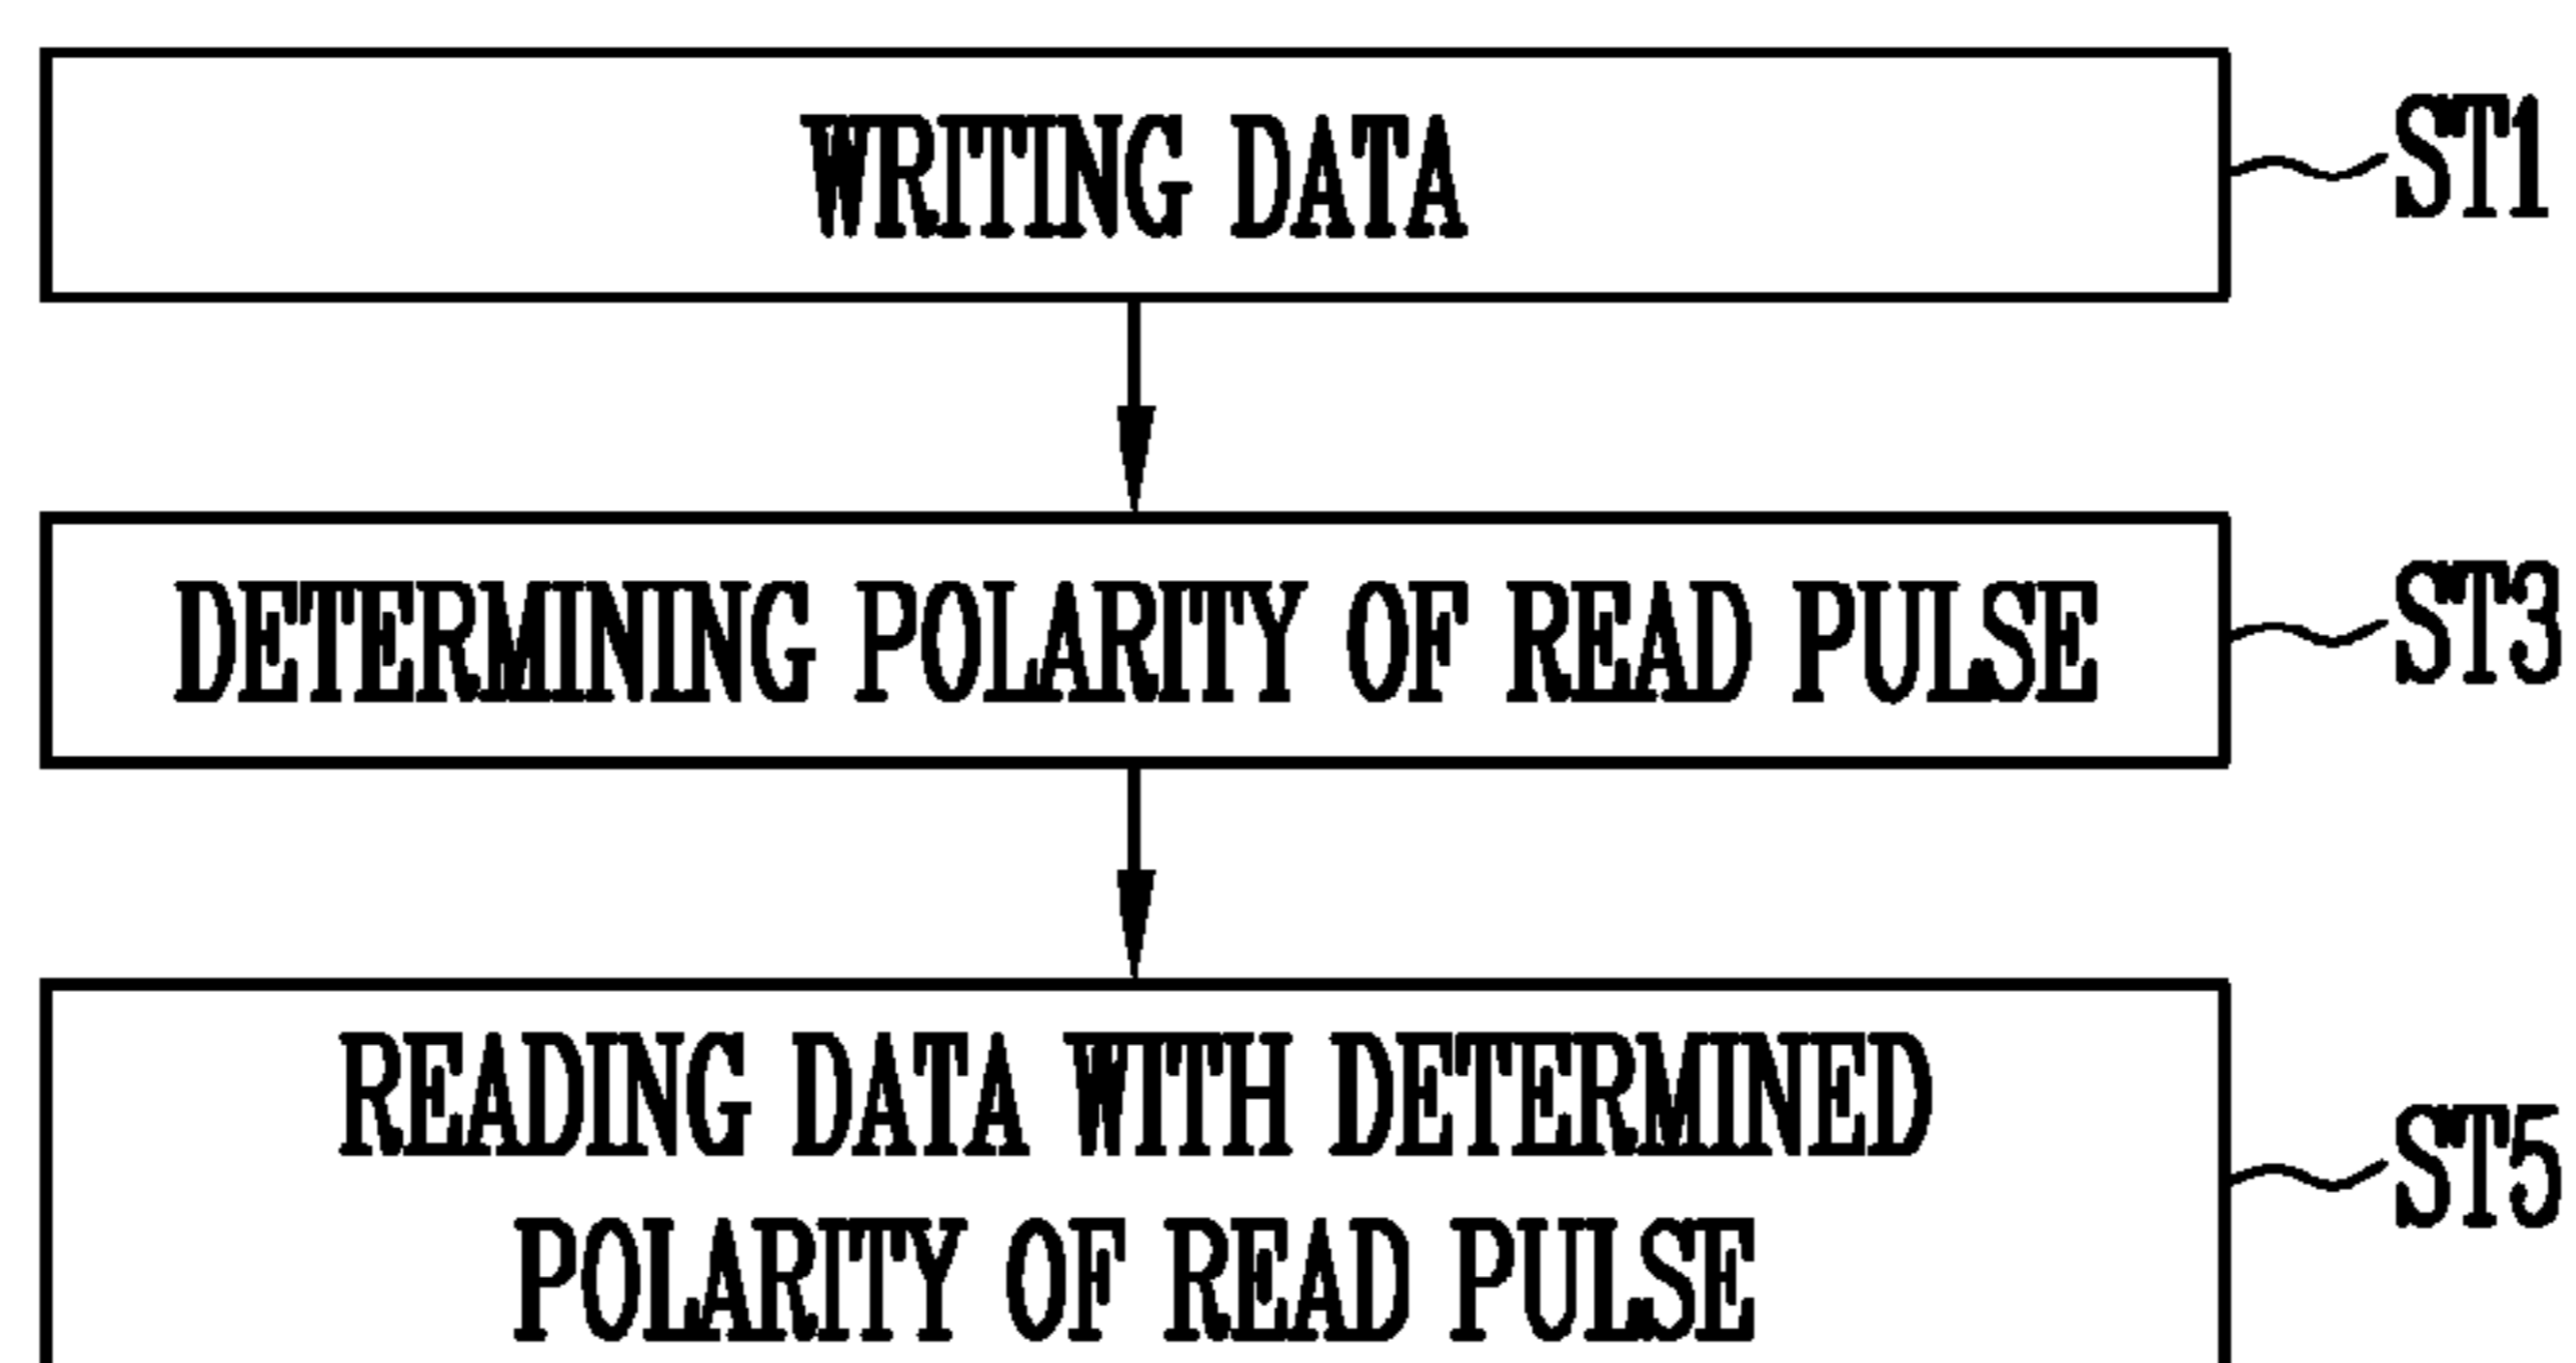 WRITING DATA
ST1
DETERMINING POLARITY OF READ PULSE
ST3
READING DATA WITH DETERMINED
POLARITY OF READ PULSE
ST5